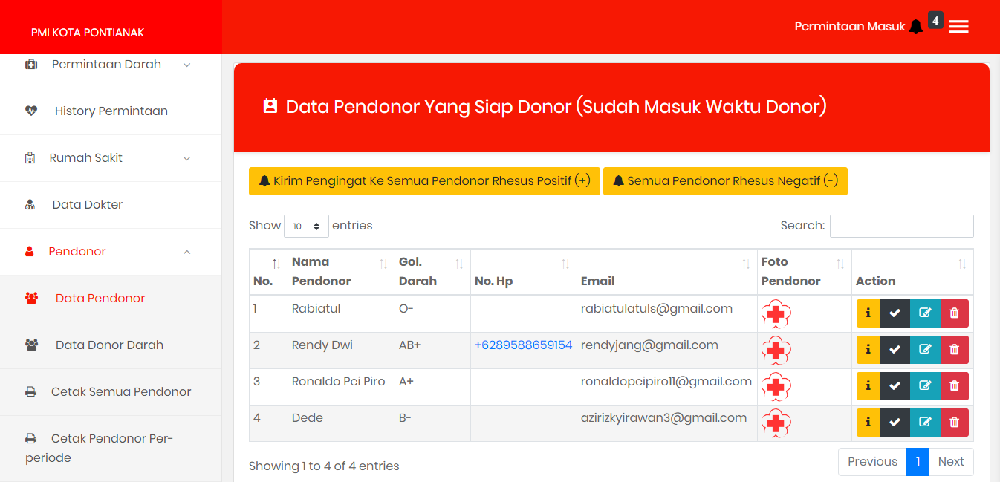 PMI KOTA PONTIANAK
Permintaan Masuk 4
Permintaan Darah
History Permintaan
Rumah Sakit
Data Dokter
Pendonor
Data Pendonor
Data Donor Darah
Cetak Semua Pendonor
Cetak Pendonor Per-
periode
Data Pendonor Yang Siap Donor (Sudah Masuk Waktu Donor)
Kirim Pengingat Ke Semua Pendonor Rhesus Positif (+) Semua Pendonor Rhesus Negatif (-)
Show 10 entries Search:
No. Nama Pendonor Gol. Darah No. Hp Email Foto Pendonor Action
1 Rabiatul O- rabiatulatuls@gmail.com
2 Rendy Dwi AB+ +6289588659154 rendyjang@gmail.com
3 Ronaldo Pei Piro A+ ronaldopeipiro11@gmail.com
4 Dede B- azirizkyirawan3@gmail.com
Showing 1 to 4 of 4 entries
Previous 1 Next